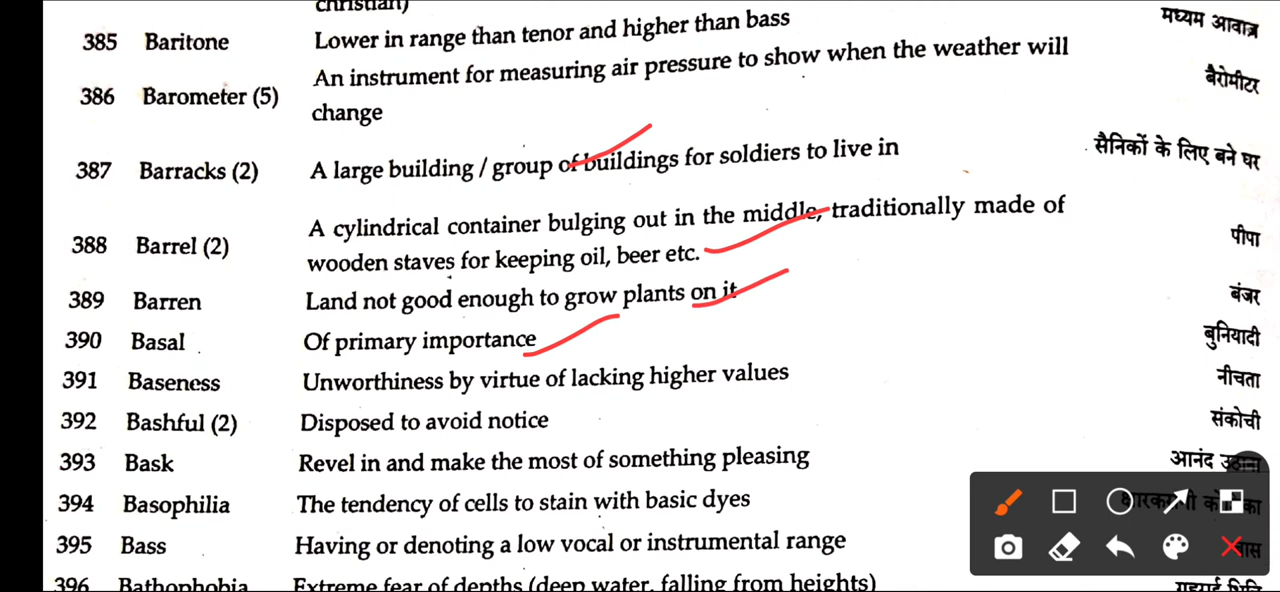 christian)
385 Baritone Lower in range than tenor and higher than bass मध्यम आवाज़
386 Barometer (5) An instrument for measuring air pressure to show when the weather will change बैरोमीटर
387 Barracks (2) A large building / group of buildings for soldiers to live in सैनिकों के लिए बने घर
388 Barrel (2) A cylindrical container bulging out in the middle, traditionally made of wooden staves for keeping oil, beer etc. पीपा
389 Barren Land not good enough to grow plants on it बंजर
390 Basal Of primary importance बुनियादी
391 Baseness Unworthiness by virtue of lacking higher values नीचता
392 Bashful (2) Disposed to avoid notice संकोची
393 Bask Revel in and make the most of something pleasing आनंद उठाना
394 Basophilia The tendency of cells to stain with basic dyes
395 Bass Having or denoting a low vocal or instrumental range
396 Bathophobia Extreme fear of depths (deep water, falling from heights)